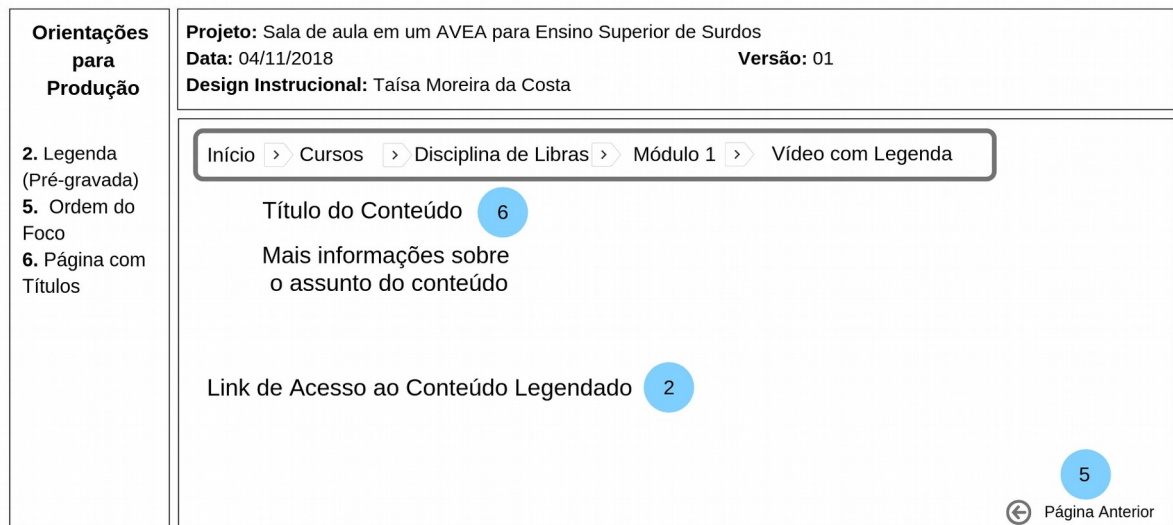 Orientações
para
Produção
2. Legenda
(Pré-gravada)
5. Ordem do
Foco
6. Página com
Títulos
Projeto: Sala de aula em um AVEA para Ensino Superior de Surdos
Data: 04/11/2018 Versão: 01
Design Instrucional: Taísa Moreira da Costa
Início > Cursos > Disciplina de Libras > Módulo 1 > Vídeo com Legenda
Título do Conteúdo 6
Mais informações sobre
o assunto do conteúdo
Link de Acesso ao Conteúdo Legendado 2
5
Página Anterior